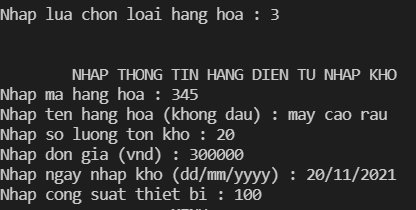 Nhap lua chon loai hang hoa : 3
NHAP THONG TIN HANG DIEN TU NHAP KHO
Nhap ma hang hoa : 345
Nhap ten hang hoa (khong dau) : may cao rau
Nhap so luong ton kho : 20
Nhap don gia (vnd) : 300000
Nhap ngay nhap kho (dd/mm/yyyy) : 20/11/2021
Nhap cong suat thiet bi : 100